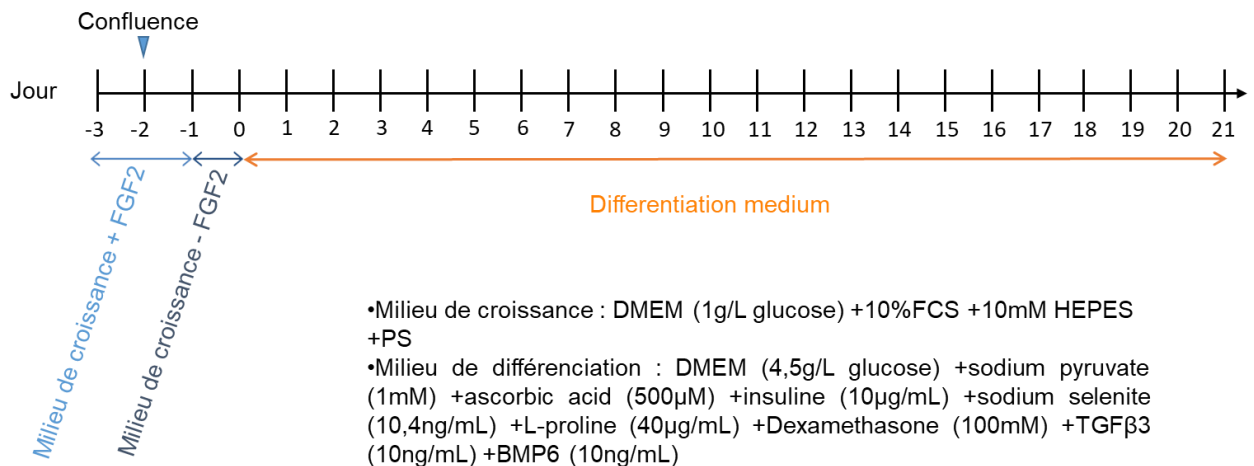 Confluence
Jour
-3 -2 -1 0 1 2 3 4 5 6 7 8 9 10 11 12 13 14 15 16 17 18 19 20 21
Milieu de croissance + FGF2
Milieu de croissance - FGF2
Differentiation medium
•Milieu de croissance : DMEM (1g/L glucose) +10%FCS +10mM HEPES
+PS
•Milieu de différenciation : DMEM (4,5g/L glucose) +sodium pyruvate
(1mM) +ascorbic acid (500µM) +insuline (10µg/mL) +sodium selenite
(10,4ng/mL) +L-proline (40µg/mL) +Dexamethasone (100mM) +TGFβ3
(10ng/mL) +BMP6 (10ng/mL)